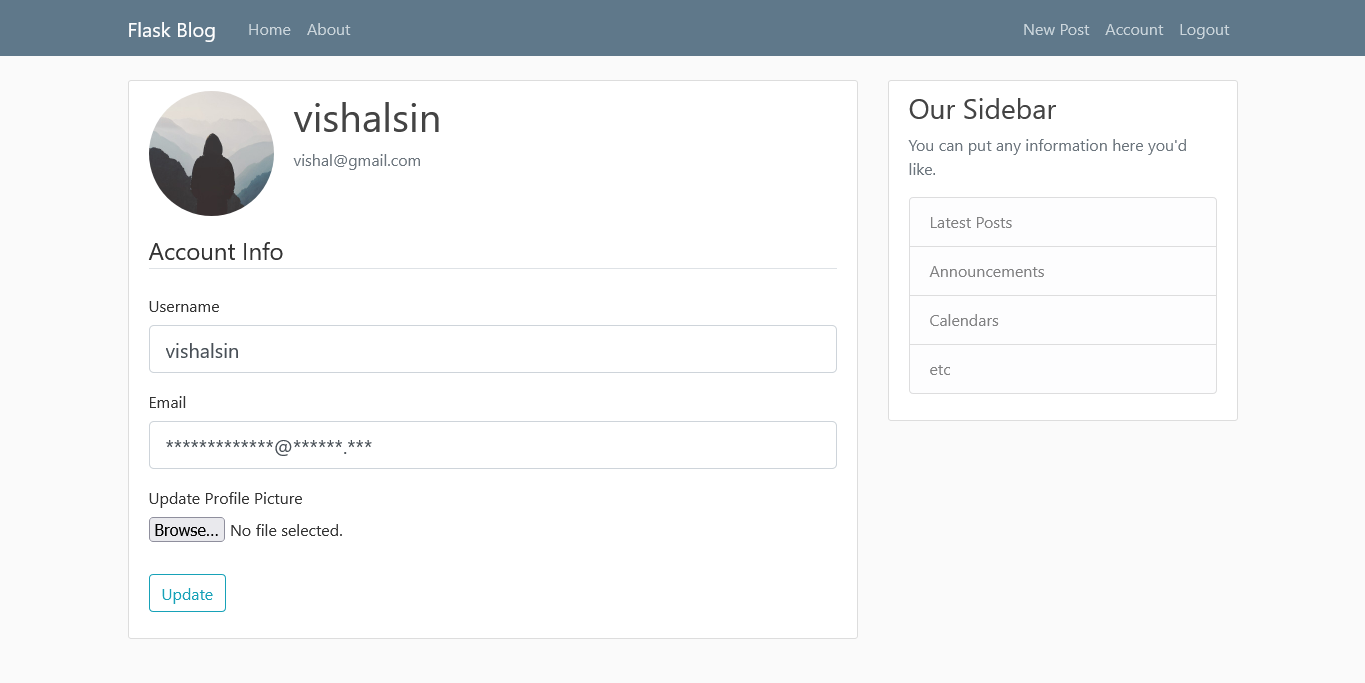 Flask Blog Home About New Post Account Logout
vishalsin
vishal@gmail.com
Account Info
Username
vishalsin
Email
*************@******.***
Update Profile Picture
Browse... No file selected.
Update
Our Sidebar
You can put any information here you'd
like.
Latest Posts
Announcements
Calendars
etc